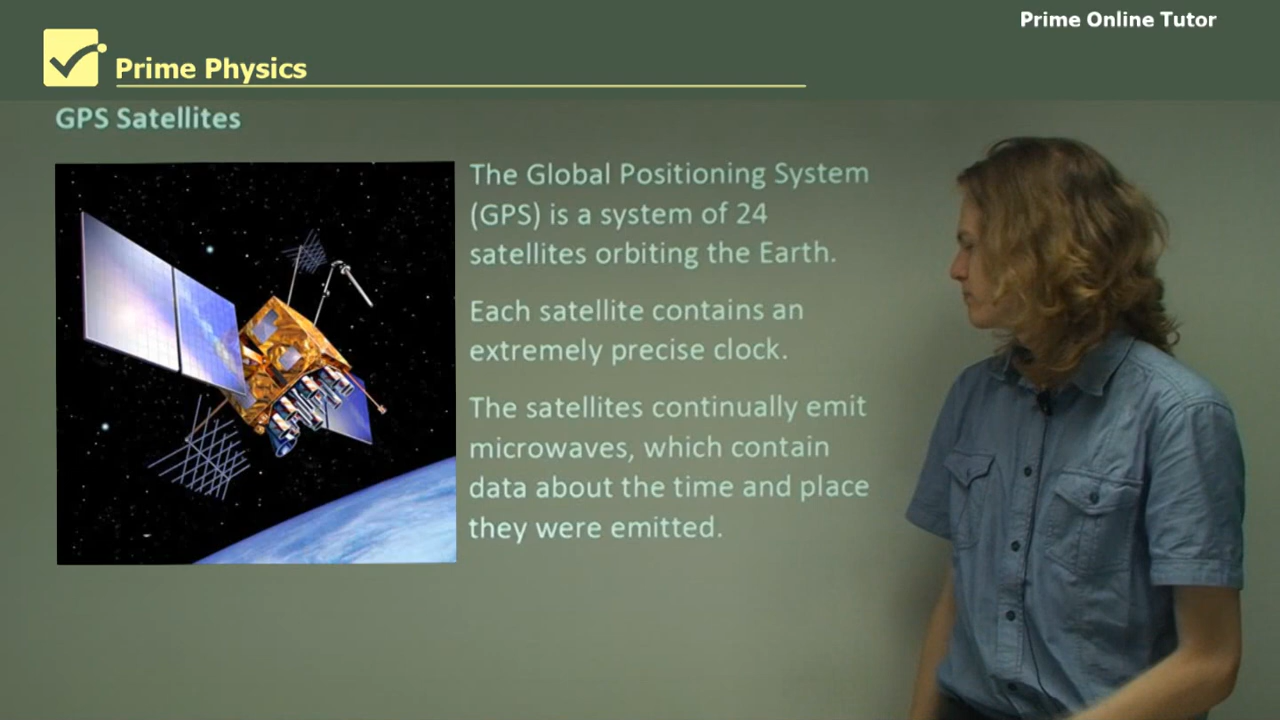 Prime Online Tutor
Prime Physics
GPS Satellites
The Global Positioning System
(GPS) is a system of 24
satellites orbiting the Earth.
Each satellite contains an
extremely precise clock.
The satellites continually emit
microwaves, which contain
data about the time and place
they were emitted.